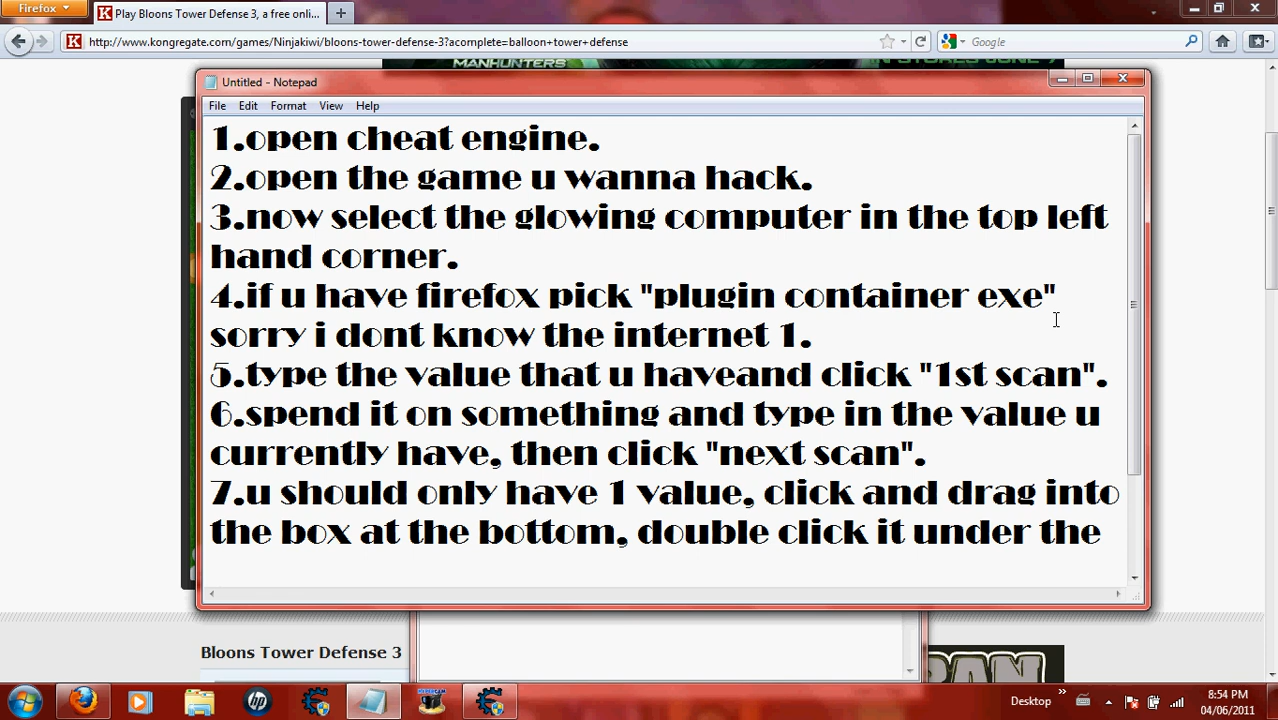 Firefox
Play Bloons Tower Defense 3, a free onli...
http://www.kongregate.com/games/Ninjakiwi/bloons-tower-defense-3?acomplete=balloon+tower+defense
Google
MANHUNTERS
IN STORES JUNE 7
Untitled - Notepad
File Edit Format View Help
1.open cheat engine.
2.open the game u wanna hack.
3.now select the glowing computer in the top left
hand corner.
4.if u have firefox pick "plugin container exe"
sorry i dont know the internet 1.
5.type the value that u haveand click "1st scan".
6.spend it on something and type in the value u
currently have, then click "next scan".
7.u should only have 1 value, click and drag into
the box at the bottom, double click it under the
Bloons Tower Defense 3
hp
Desktop
8:54 PM
04/06/2011